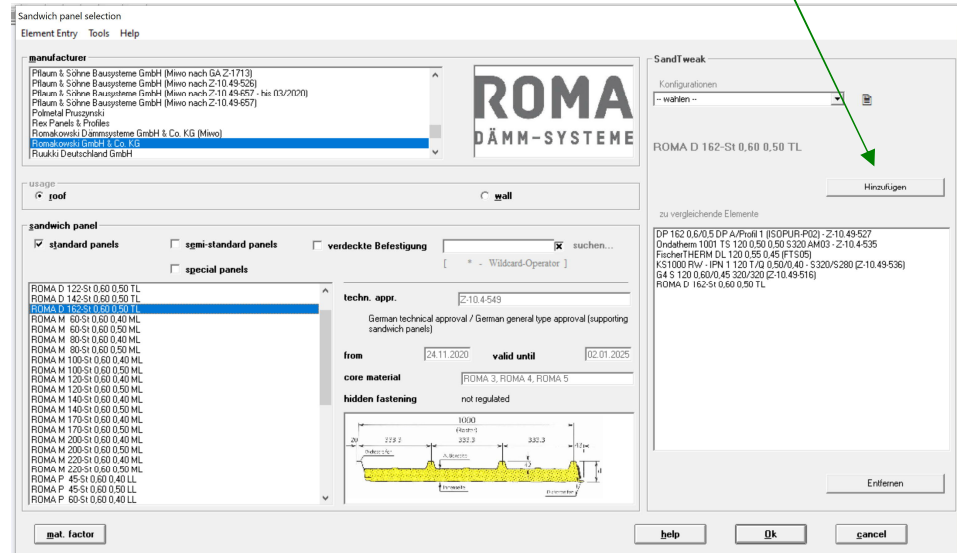 Sandwich panel selection
Element Entry Tools Help
manufacturer
Pflaum & Söhne Bausysteme GmbH (Miwo nach GA Z-1713)
Pflaum & Söhne Bausysteme GmbH (Miwo nach Z-10.49-526)
Pflaum & Söhne Bausysteme GmbH (Miwo nach Z-10.49-657 - bis 03/2020)
Pflaum & Söhne Bausysteme GmbH (Miwo nach Z-10.49-657)
Polmetal Pruszynski
Rex Panels & Profiles
Romakowski Dämmsysteme GmbH & Co. KG (Miwo)
Romakowski GmbH & Co. KG
Ruukki Deutschland GmbH
ROMA
DÄMM-SYSTEME
usage
roof
wall
sandwich panel
standard panels
semi-standard panels
verdeckte Befestigung
suchen...
special panels
[ * - Wildcard-Operator ]
ROMA D 122-St 0,60 0,50 TL
ROMA D 142-St 0,60 0,50 TL
ROMA D 162-St 0,60 0,50 TL
ROMA M 60-St 0,60 0,40 ML
ROMA M 60-St 0,60 0,50 ML
ROMA M 80-St 0,60 0,40 ML
ROMA M 80-St 0,60 0,50 ML
ROMA M 100-St 0,60 0,40 ML
ROMA M 100-St 0,60 0,50 ML
ROMA M 120-St 0,60 0,40 ML
ROMA M 120-St 0,60 0,50 ML
ROMA M 140-St 0,60 0,40 ML
ROMA M 140-St 0,60 0,50 ML
ROMA M 170-St 0,60 0,40 ML
ROMA M 170-St 0,60 0,50 ML
ROMA M 200-St 0,60 0,40 ML
ROMA M 200-St 0,60 0,50 ML
ROMA M 220-St 0,60 0,40 ML
ROMA M 220-St 0,60 0,50 ML
ROMA P 45-St 0,60 0,40 LL
ROMA P 45-St 0,60 0,50 LL
ROMA P 60-St 0,60 0,40 LL
techn. appr. Z-10.4-549
German technical approval / German general type approval (supporting
sandwich panels)
from 24.11.2020 valid until 02.01.2025
core material ROMA 3, ROMA 4, ROMA 5
hidden fastening not regulated
1000
20 333.3 333.3 333.3
42
d
mat. factor
help
Ok
cancel
SandTweak
Konfigurationen
-- wählen --
ROMA D 162-St 0,60 0,50 TL
Hinzufügen
zu vergleichende Elemente
DP 162 0,6/0,5 DP A/Profil 1 (ISOPUR-P02) - Z-10.49-527
Ondatherm 1001 TS 120 0,50 0,50 S320 AM03 - Z-10.4-535
FischerTHERM DL 120 0,55 0,45 (FTS05)
KS1000 RW - IPN 1 120 T/Q 0,50/0,40 - S320/S280 (Z-10.49-536)
G4 S 120 0,60/0,45 320/320 (Z-10.49-516)
ROMA D 162-St 0,60 0,50 TL
Entfernen